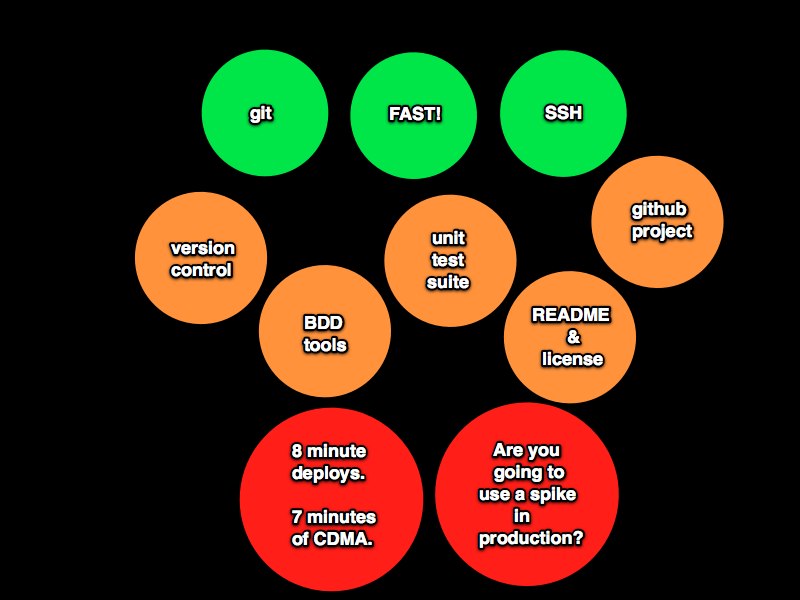 git
FAST!
SSH
github
project
version
control
unit
test
suite
BDD
tools
README
&
license
8 minute
deploys.
7 minutes
of CDMA.
Are you
going to
use a spike
in
production?